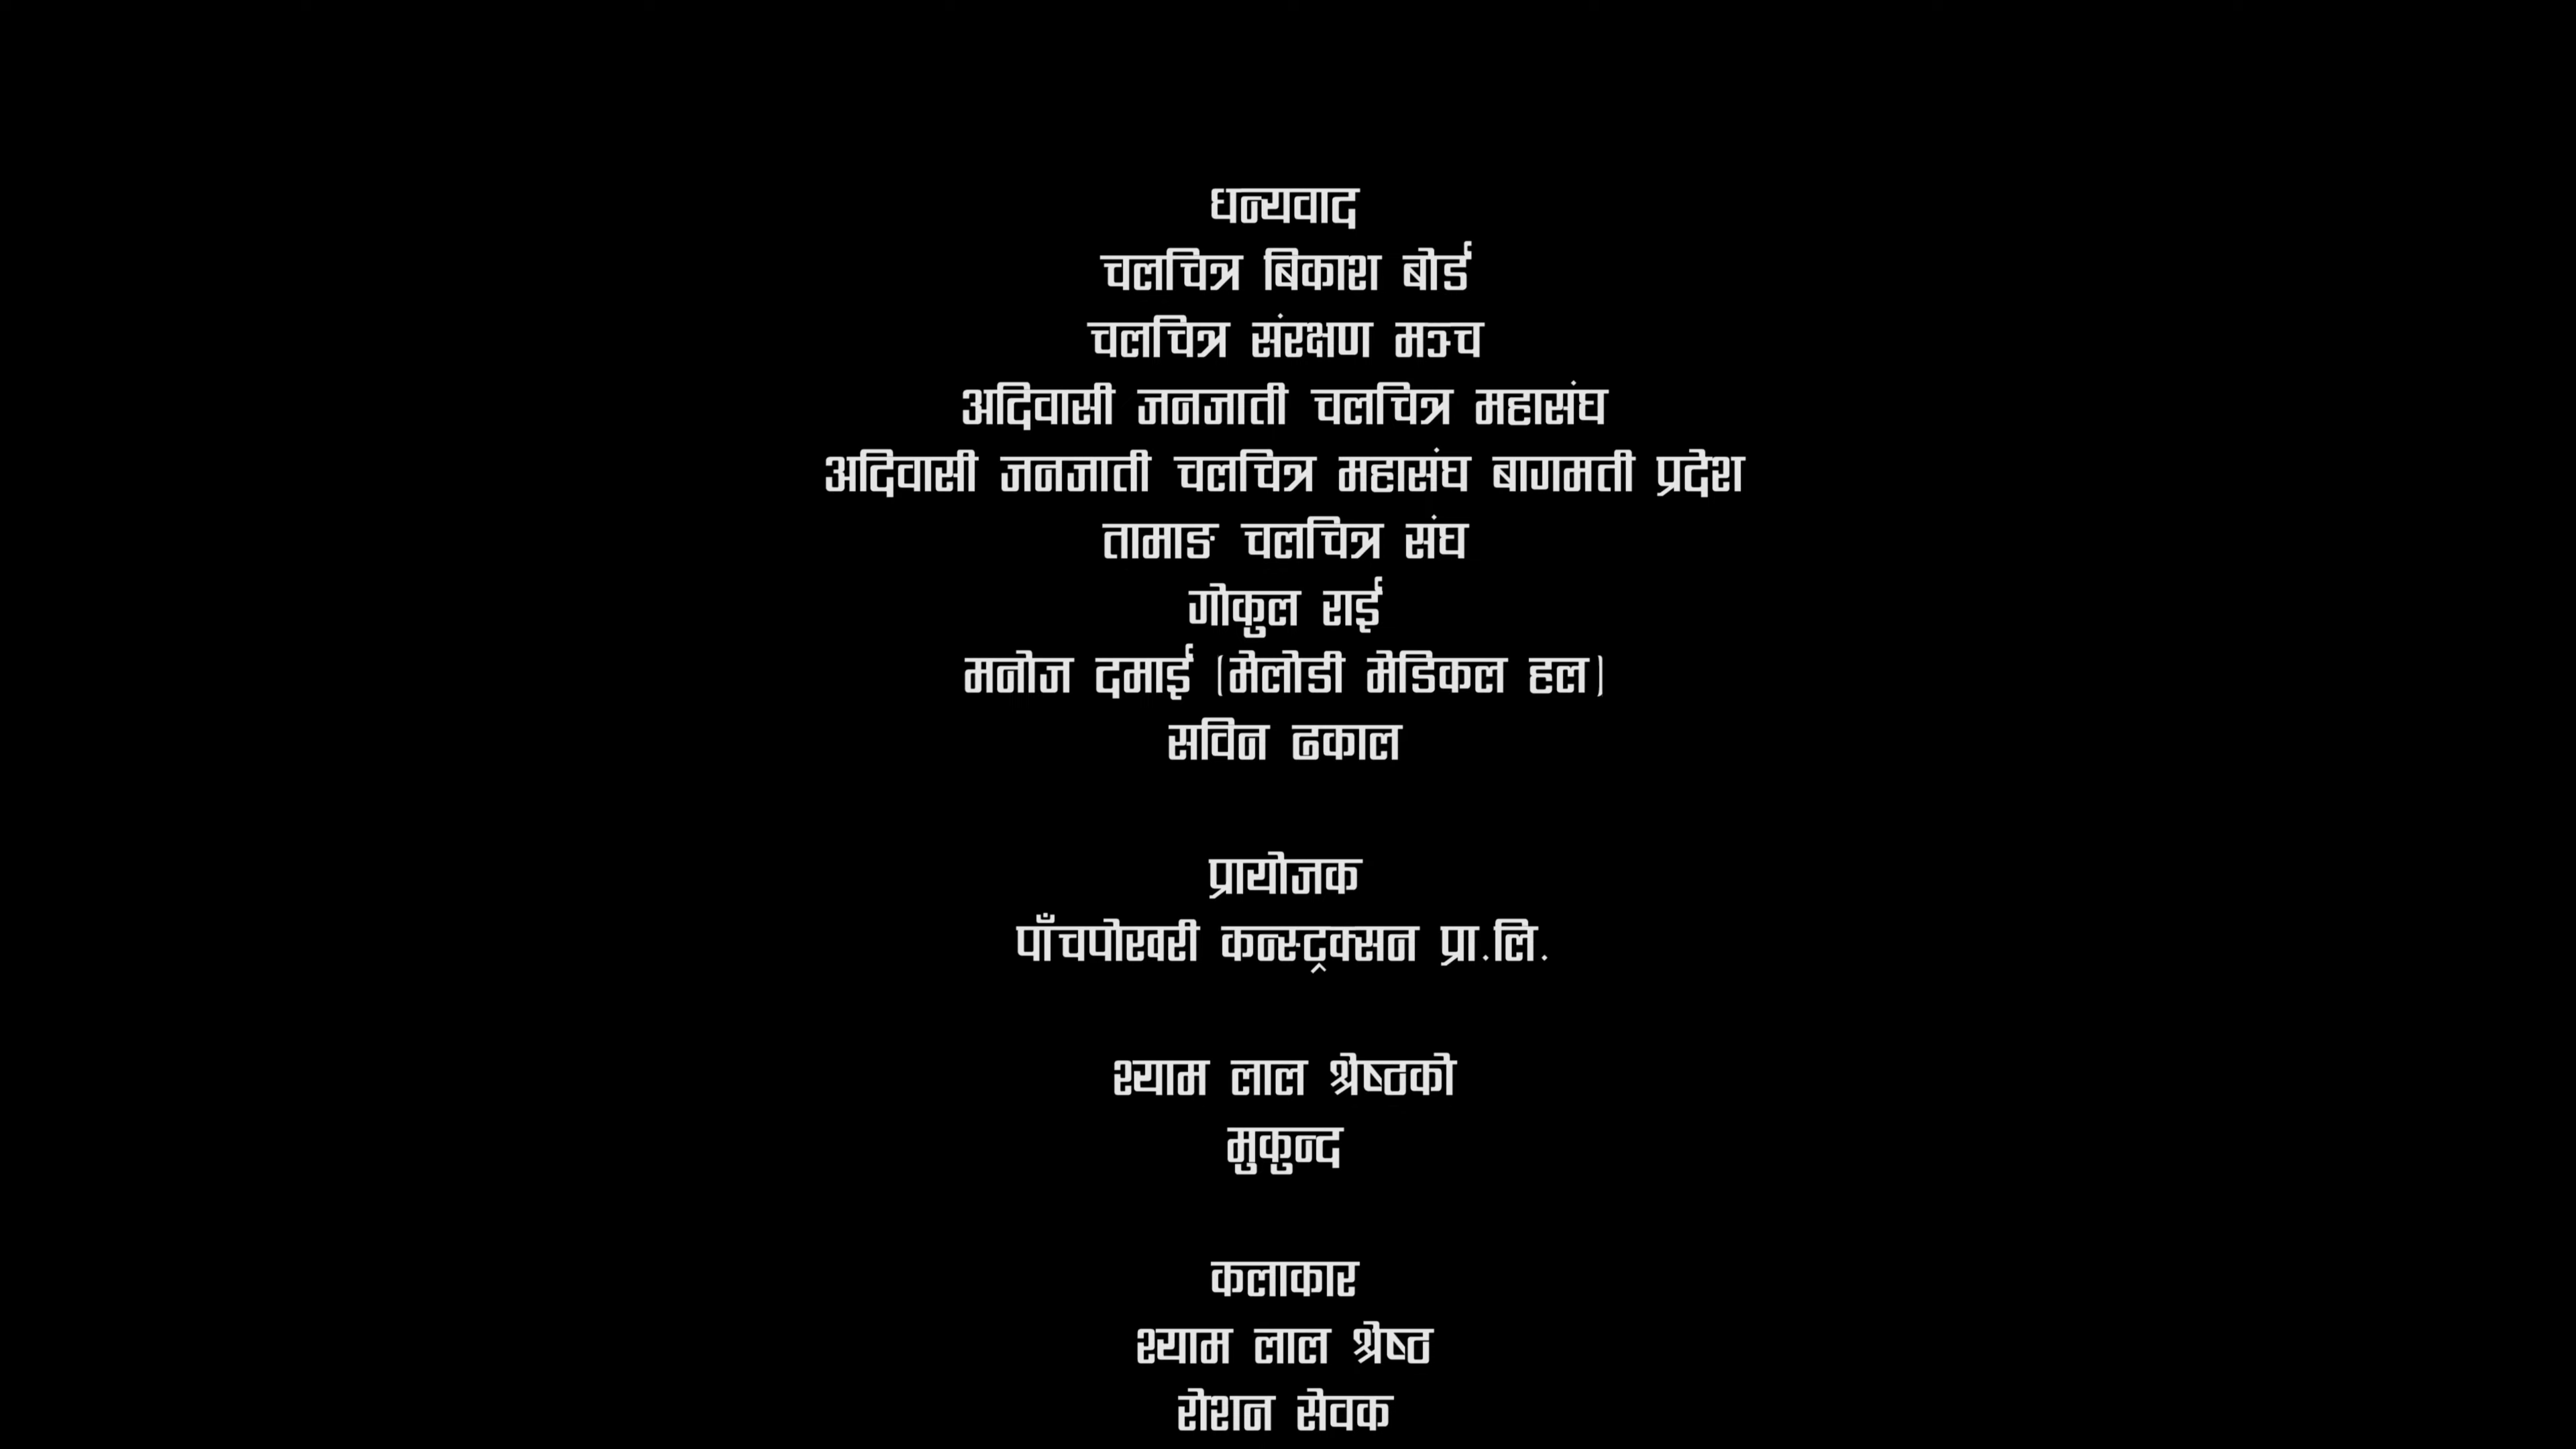 धन्यवाद
चलचित्र बिकाश बोर्ड
चलचित्र संरक्षण मञ्च
अदिवासी जनजाती चलचित्र महासंघ
अदिवासी जनजाती चलचित्र महासंघ बागमती प्रदेश
तामाङ चलचित्र संघ
गोकुल राई
मनोज दमाई (मेलोडी मेडिकल हल)
सविन ढकाल
प्रायोजक
पाँचपोखरी कन्स्ट्रक्सन प्रा.लि.
श्याम लाल श्रेष्ठको
मुकुन्द
कलाकार
श्याम लाल श्रेष्ठ
रोशन सेवक